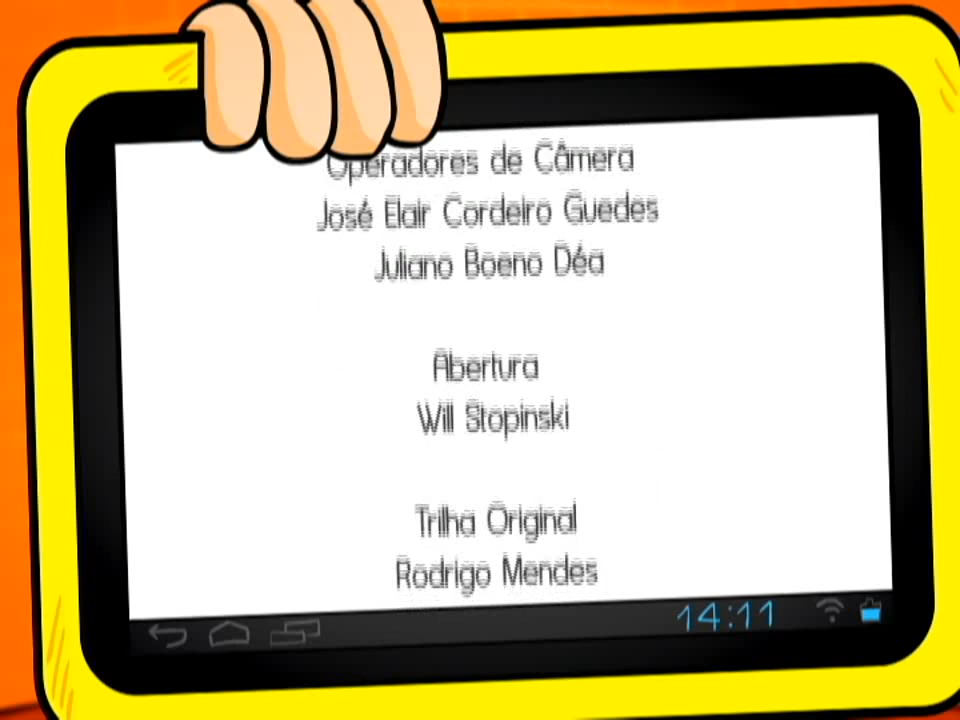 Operadores de Câmera
José Elair Cordeiro Guedes
Juliano Boeno Déa
Abertura
Will Stopinski
Trilha Original
Rodrigo Mendes
14:11